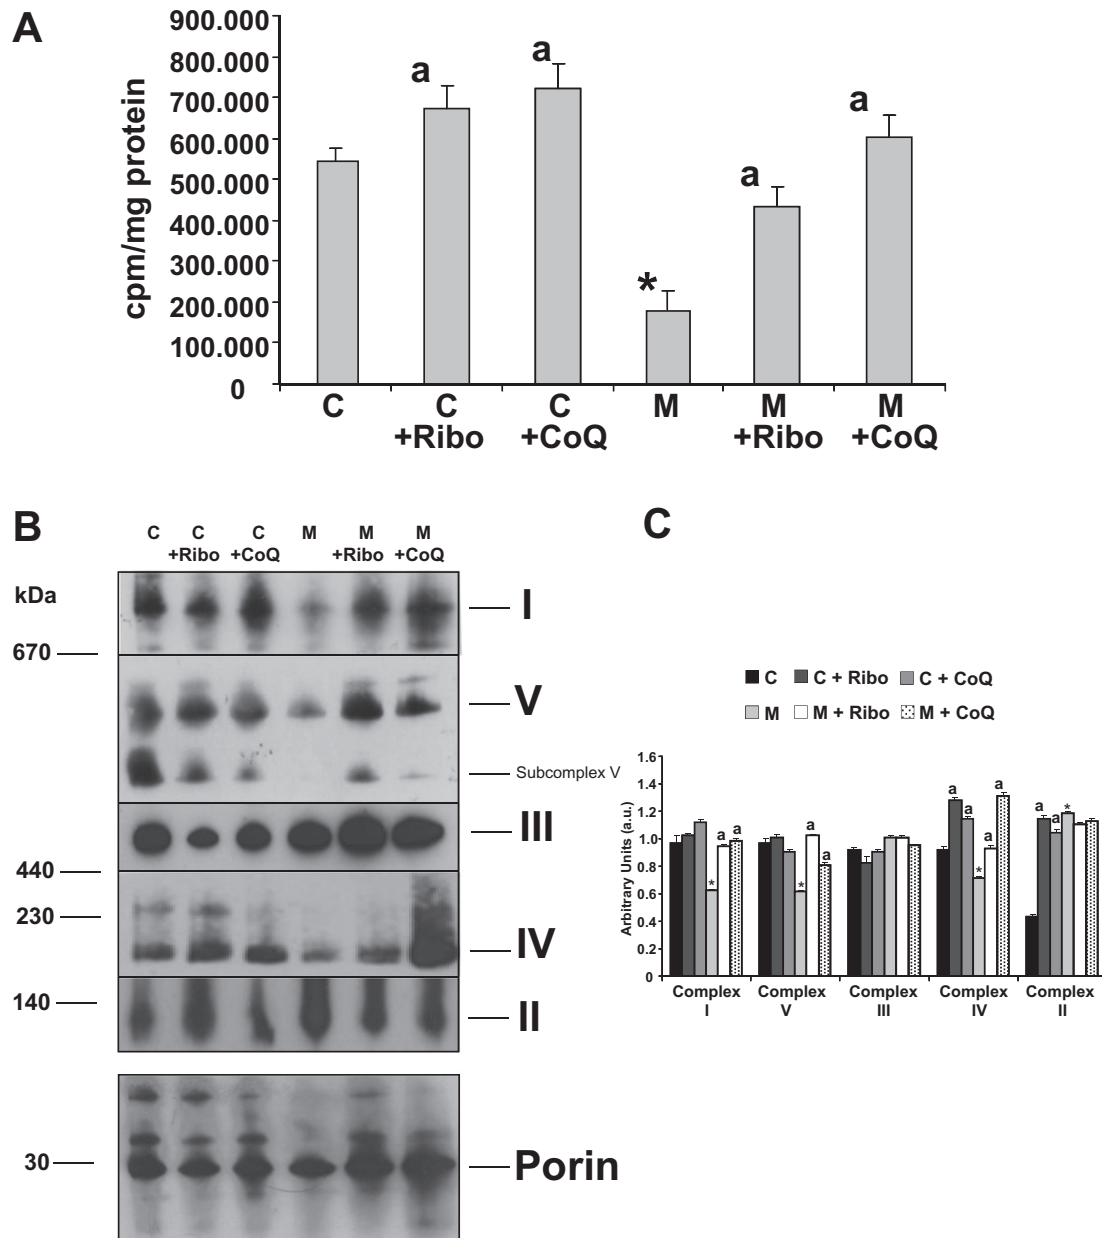 A
cpm/mg protein
900.000
800.000
700.000
600.000
500.000
400.000
300.000
200.000
100.000
0
a
a
*
a
a
C
C
+Ribo
C
+CoQ
M
M
+Ribo
M
+CoQ
B
C
C
+Ribo
C
+CoQ
M
M
+Ribo
M
+CoQ
kDa
670
440
230
140
30
I
V
Subcomplex V
III
IV
II
Porin
C
C
C + Ribo
C + CoQ
M
M + Ribo
M + CoQ
Arbitrary Units (a.u.)
1.6
1.4
1.2
1.0
0.8
0.6
0.4
0.2
0
*
a
a
*
a
a
a
a
*
a
a
a
a
*
Complex
I
Complex
V
Complex
III
Complex
IV
Complex
II